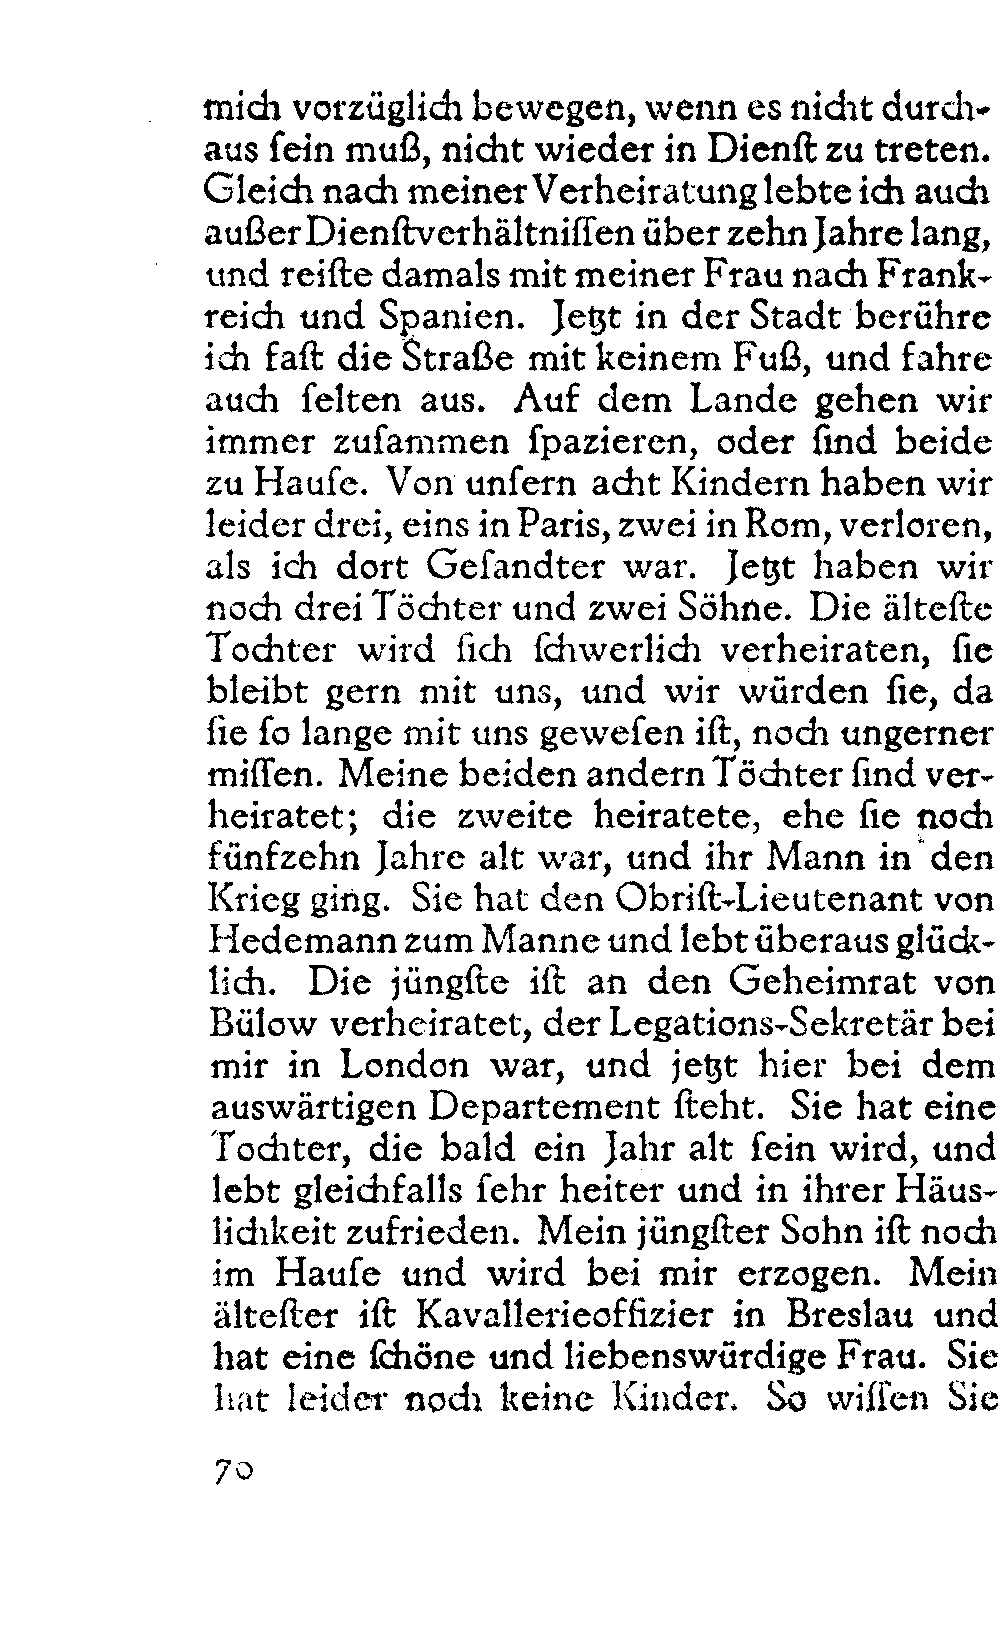 mich vorzüglich bewegen, wenn es nicht durch-
aus ſein muß, nicht wieder in Dienſt zu treten.
Gleich nach meiner Verheiratung lebte ich auch
außer Dienſtverhältniſſen über zehn Jahre lang,
und reiſte damals mit meiner Frau nach Frank-
reich und Spanien. Jetzt in der Stadt berühre
ich faſt die Straße mit keinem Fuß, und fahre
auch ſelten aus. Auf dem Lande gehen wir
immer zuſammen ſpazieren, oder ſind beide
zu Hauſe. Von unſern acht Kindern haben wir
leider drei, eins in Paris, zwei in Rom, verloren,
als ich dort Geſandter war. Jetzt haben wir
noch drei Töchter und zwei Söhne. Die älteſte
Tochter wird ſich ſchwerlich verheiraten, ſie
bleibt gern mit uns, und wir würden ſie, da
ſie ſo lange mit uns geweſen iſt, noch ungerner
miſſen. Meine beiden andern Töchter ſind ver-
heiratet; die zweite heiratete, ehe ſie noch
fünfzehn Jahre alt war, und ihr Mann in den
Krieg ging. Sie hat den Obriſt-Lieutenant von
Hedemann zum Manne und lebt überaus glück-
lich. Die jüngſte iſt an den Geheimrat von
Bülow verheiratet, der Legations-Sekretär bei
mir in London war, und jetzt hier bei dem
auswärtigen Departement ſteht. Sie hat eine
Tochter, die bald ein Jahr alt ſein wird, und
lebt gleichfalls ſehr heiter und in ihrer Häus-
lichkeit zufrieden. Mein jüngſter Sohn iſt noch
im Hauſe und wird bei mir erzogen. Mein
älteſter iſt Kavallerieoffizier in Breslau und
hat eine ſchöne und liebenswürdige Frau. Sie
hat leider noch keine Kinder. So wiſſen Sie
70